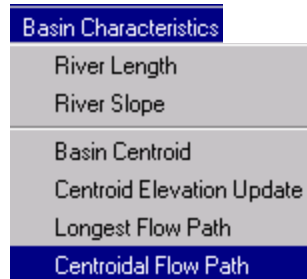 Basin Characteristics
River Length
River Slope
Basin Centroid
Centroid Elevation Update
Longest Flow Path
Centroidal Flow Path